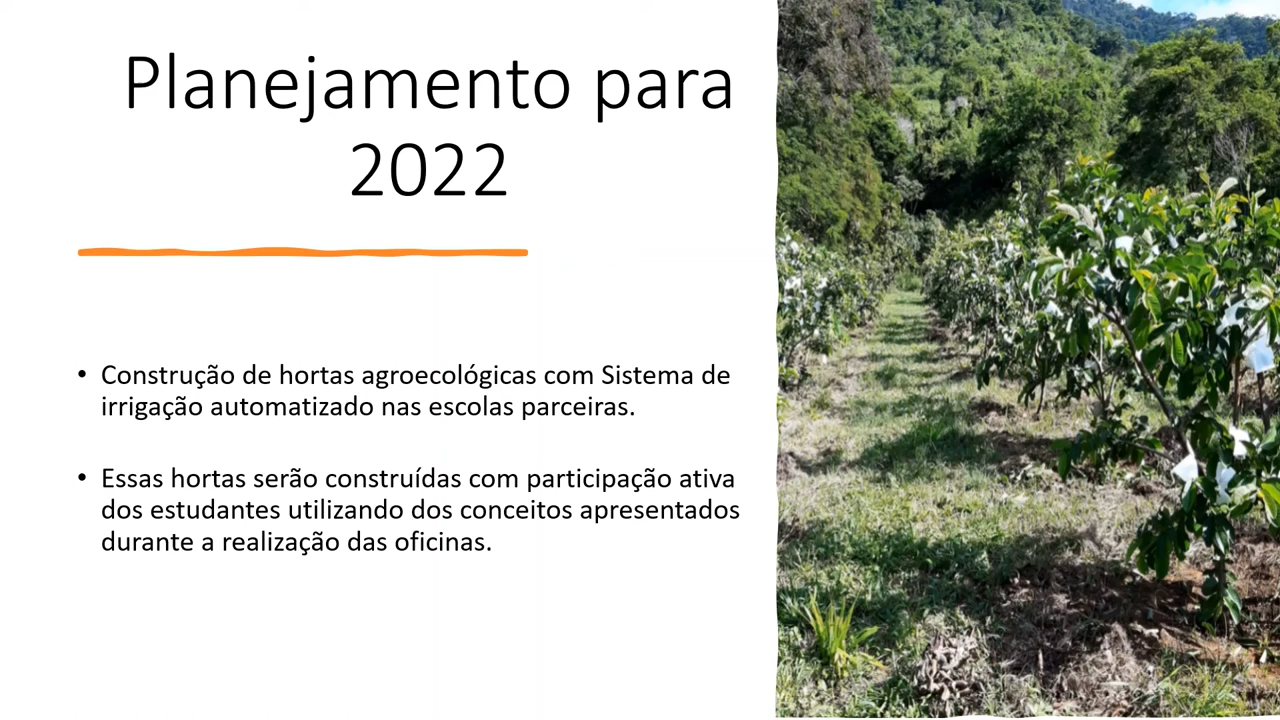 Planejamento para
2022
• Construção de hortas agroecológicas com Sistema de
irrigação automatizado nas escolas parceiras.
• Essas hortas serão construídas com participação ativa
dos estudantes utilizando dos conceitos apresentados
durante a realização das oficinas.